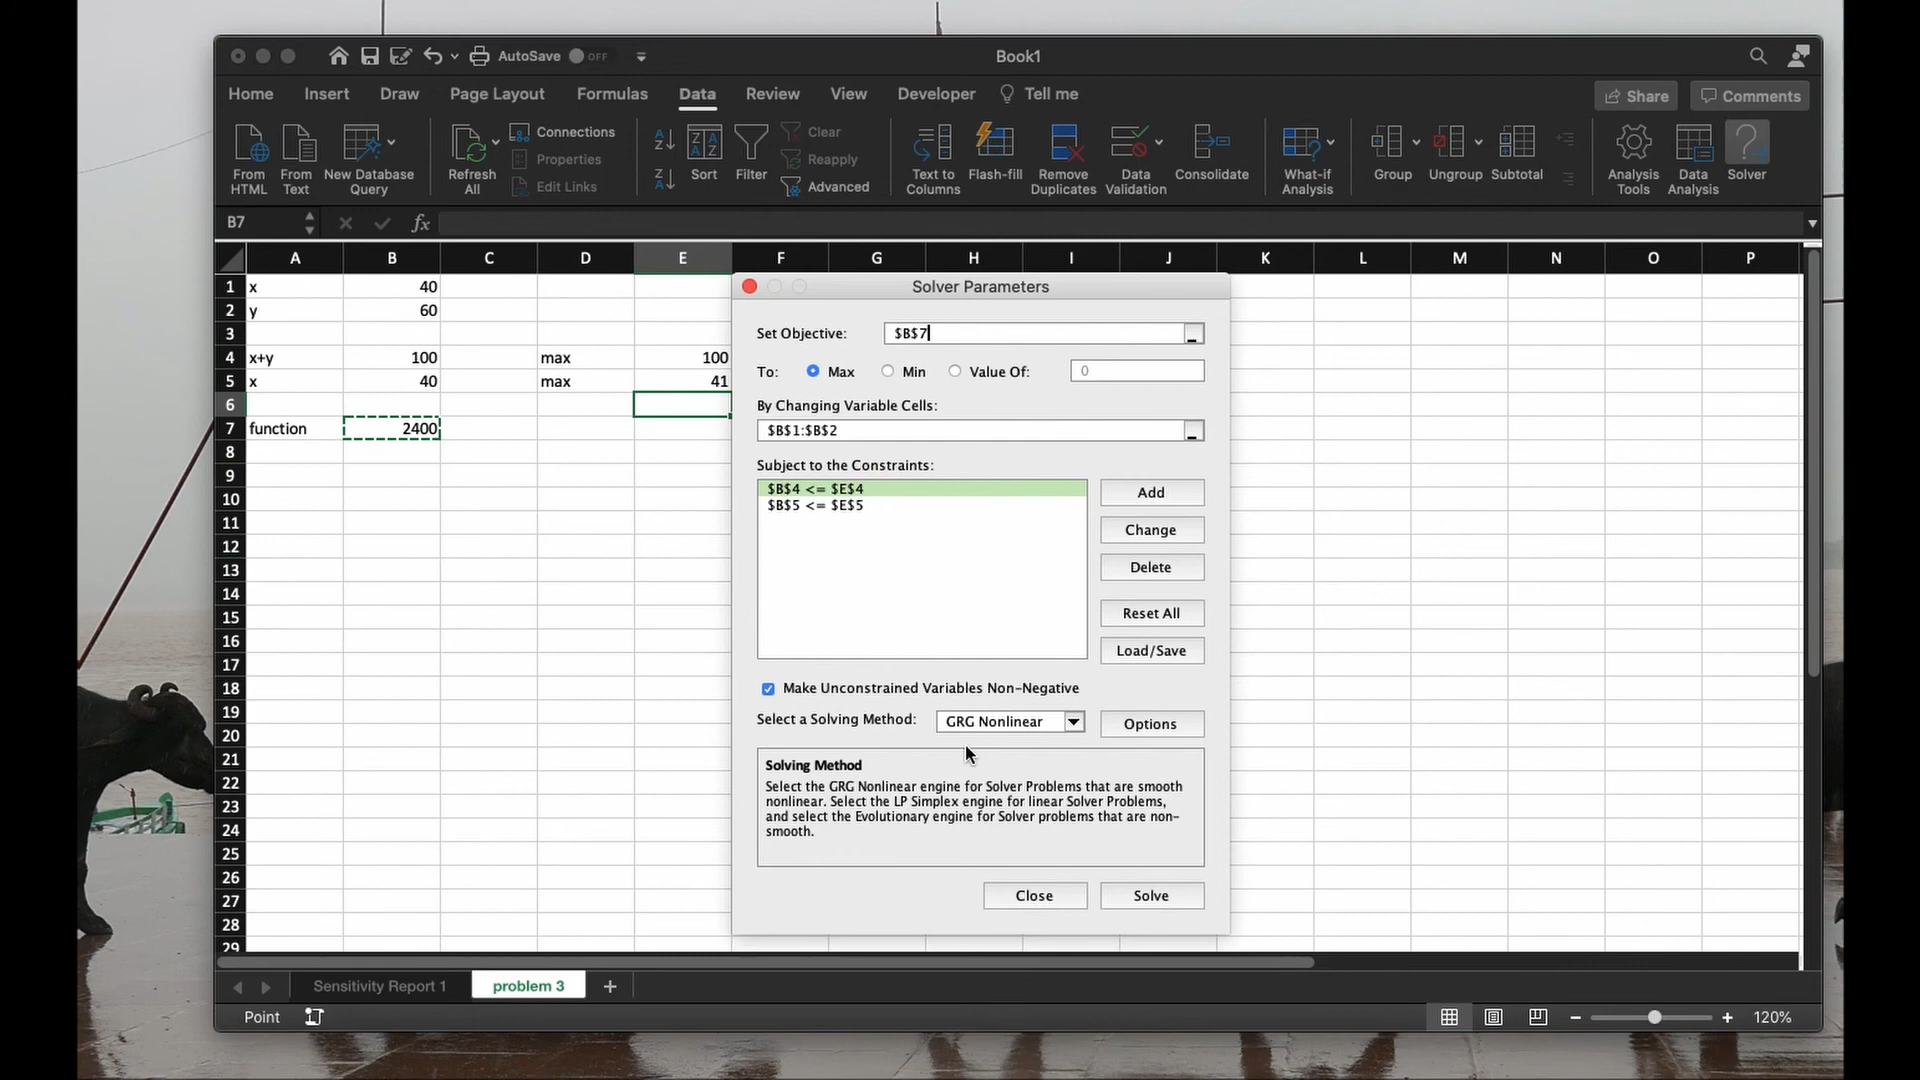 AutoSave OFF
Book1
Home Insert Draw Page Layout Formulas Data Review View Developer Tell me
Share Comments
From HTML
From Text
New Database Query
Refresh All
Connections
Properties
Edit Links
A Z
Z A
Sort
Filter
Clear
Reapply
Advanced
Text to Columns
Flash-fill
Remove Duplicates
Data Validation
Consolidate
What-if Analysis
Group
Ungroup
Subtotal
Analysis Tools
Data Analysis
Solver
B7 fx
A B C D E F G H I J K L M N O P
1 x 40
2 y 60
3
4 x+y 100 max 100
5 x 40 max 41
6
7 function 2400
8
9
10
11
12
13
14
15
16
17
18
19
20
21
22
23
24
25
26
27
28
29
Solver Parameters
Set Objective: $B$7
To: Max Min Value Of: 0
By Changing Variable Cells:
$B$1:$B$2
Subject to the Constraints:
$B$4 <= $E$4
$B$5 <= $E$5
Add
Change
Delete
Reset All
Load/Save
Make Unconstrained Variables Non-Negative
Select a Solving Method: GRG Nonlinear Options
Solving Method
Select the GRG Nonlinear engine for Solver Problems that are smooth
nonlinear. Select the LP Simplex engine for linear Solver Problems,
and select the Evolutionary engine for Solver problems that are non-
smooth.
Close Solve
Sensitivity Report 1 problem 3 +
Point
120%